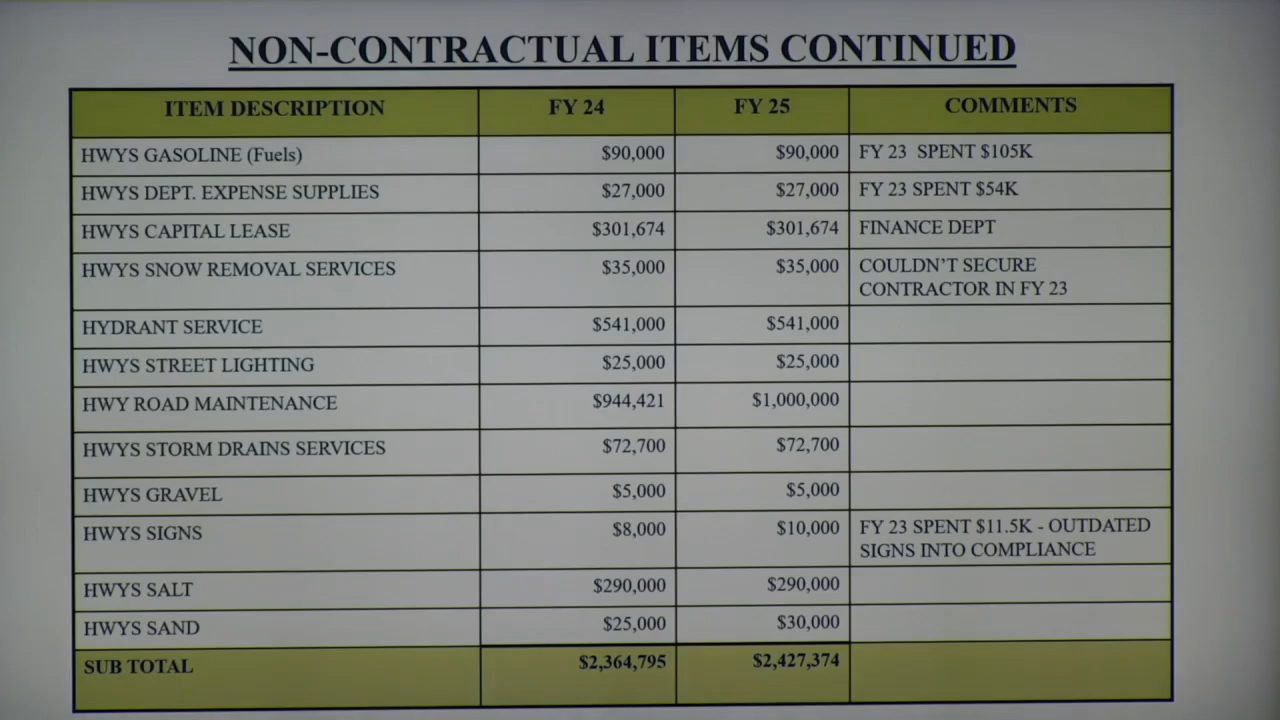 NON-CONTRACTUAL ITEMS CONTINUED
ITEM DESCRIPTION FY 24 FY 25 COMMENTS
HWYS GASOLINE (Fuels) $90,000 $90,000 FY 23 SPENT $105K
HWYS DEPT. EXPENSE SUPPLIES $27,000 $27,000 FY 23 SPENT $54K
HWYS CAPITAL LEASE $301,674 $301,674 FINANCE DEPT
HWYS SNOW REMOVAL SERVICES $35,000 $35,000 COULDN'T SECURE
CONTRACTOR IN FY 23
HYDRANT SERVICE $541,000 $541,000
HWYS STREET LIGHTING $25,000 $25,000
HWY ROAD MAINTENANCE $944,421 $1,000,000
HWYS STORM DRAINS SERVICES $72,700 $72,700
HWYS GRAVEL $5,000 $5,000
HWYS SIGNS $8,000 $10,000 FY 23 SPENT $11.5K - OUTDATED
SIGNS INTO COMPLIANCE
HWYS SALT $290,000 $290,000
HWYS SAND $25,000 $30,000
SUB TOTAL $2,364,795 $2,427,374